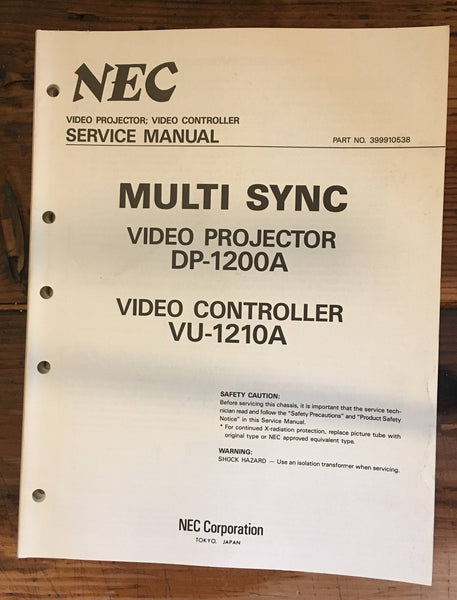 NEC
VIDEO PROJECTOR; VIDEO CONTROLLER
SERVICE MANUAL
PART NO. 399910538
MULTI SYNC
VIDEO PROJECTOR
DP-1200A
VIDEO CONTROLLER
VU-1210A
SAFETY CAUTION:
Before servicing this chassis, it is important that the service tech-
nician read and follow the "Safety Precautions" and "Product Safety
Notice" in this Service Manual.
* For continued X-radiation protection, replace picture tube with
original type or NEC approved equivalent type.
WARNING:
SHOCK HAZARD — Use an isolation transformer when servicing.
NEC Corporation
TOKYO, JAPAN